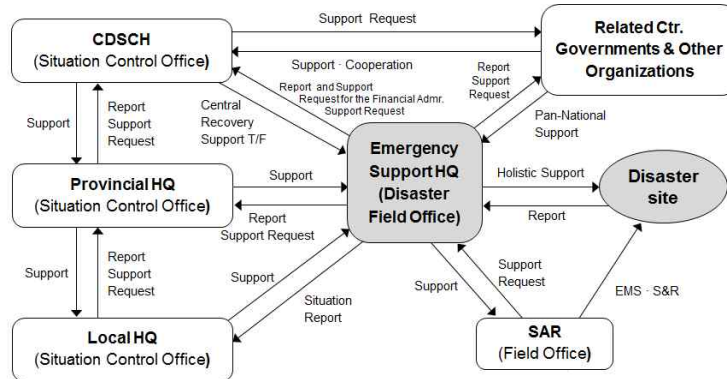 CDSCH
(Situation Control Office)
Support Request
Support · Cooperation
Related Ctr.
Governments & Other
Organizations
Report and Support
Request for the Financial Admr.
Support Request
Report
Support
Request
Support
Report
Support
Request
Central
Recovery
Support T/F
Pan-National
Support
Emergency
Support HQ
(Disaster
Field Office)
Provincial HQ
(Situation Control Office)
Support
Report
Support Request
Holistic Support
Report
Disaster
site
Support
Report
Support
Request
Support
Situation
Report
Support
Support
Request
EMS · S&R
Local HQ
(Situation Control Office)
SAR
(Field Office)